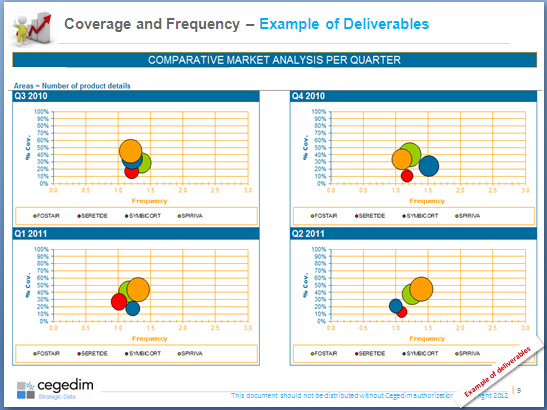 Coverage and Frequency – Example of Deliverables
COMPARATIVE MARKET ANALYSIS PER QUARTER
Areas = Number of product details
Q3 2010
% Cov.
100%
90%
80%
70%
60%
50%
40%
30%
20%
10%
0%
0.0 0.5 1.0 1.5 2.0 2.5 3.0
Frequency
FOSTAIR SERETIDE SYMBICORT SPIRIVA
Q4 2010
% Cov.
100%
90%
80%
70%
60%
50%
40%
30%
20%
10%
0%
0.0 0.5 1.0 1.5 2.0 2.5 3.0
Frequency
FOSTAIR SERETIDE SYMBICORT SPIRIVA
Q1 2011
% Cov.
100%
90%
80%
70%
60%
50%
40%
30%
20%
10%
0%
0.0 0.5 1.0 1.5 2.0 2.5 3.0
Frequency
FOSTAIR SERETIDE SYMBICORT SPIRIVA
Q2 2011
% Cov.
100%
90%
80%
70%
60%
50%
40%
30%
20%
10%
0%
0.0 0.5 1.0 1.5 2.0 2.5 3.0
Frequency
FOSTAIR SERETIDE SYMBICORT SPIRIVA
Example of deliverables
cegedim
Strategic Data
This document should not be distributed without Cegedim authorization 2012
9